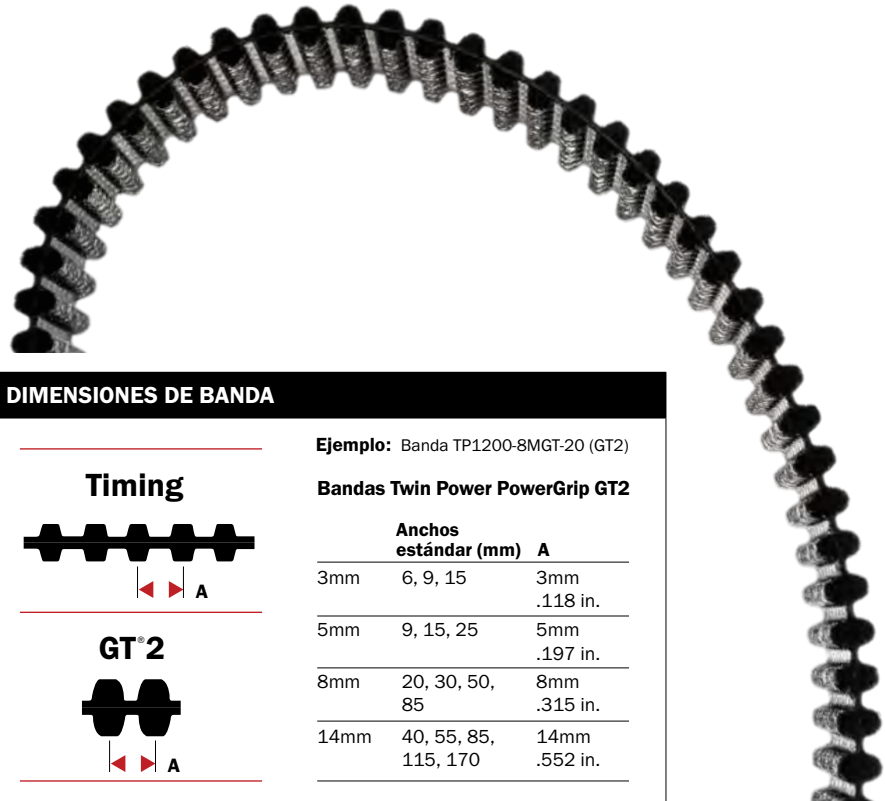 DIMENSIONES DE BANDA
Timing
A
GT®2
A
Ejemplo: Banda TP1200-8MGT-20 (GT2)
Bandas Twin Power PowerGrip GT2
Anchos
estándar (mm) A
3mm 6, 9, 15 3mm
.118 in.
5mm 9, 15, 25 5mm
.197 in.
8mm 20, 30, 50, 8mm
85 .315 in.
14mm 40, 55, 85, 14mm
115, 170 .552 in.